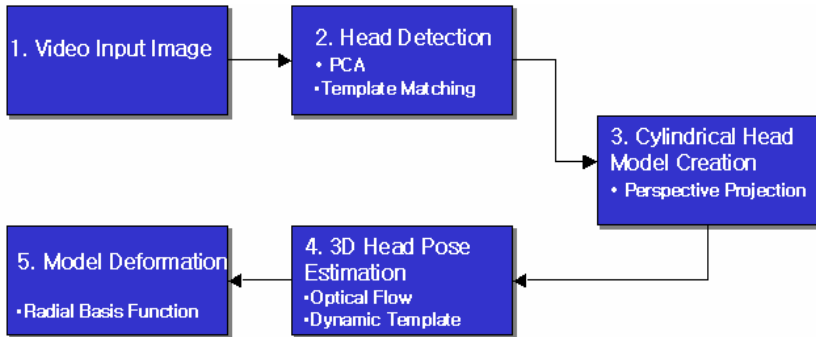 1. Video Input Image
2. Head Detection
• PCA
•Template Matching
3. Cylindrical Head
Model Creation
• Perspective Projection
4. 3D Head Pose
Estimation
•Optical Flow
•Dynamic Template
5. Model Deformation
•Radial Basis Function